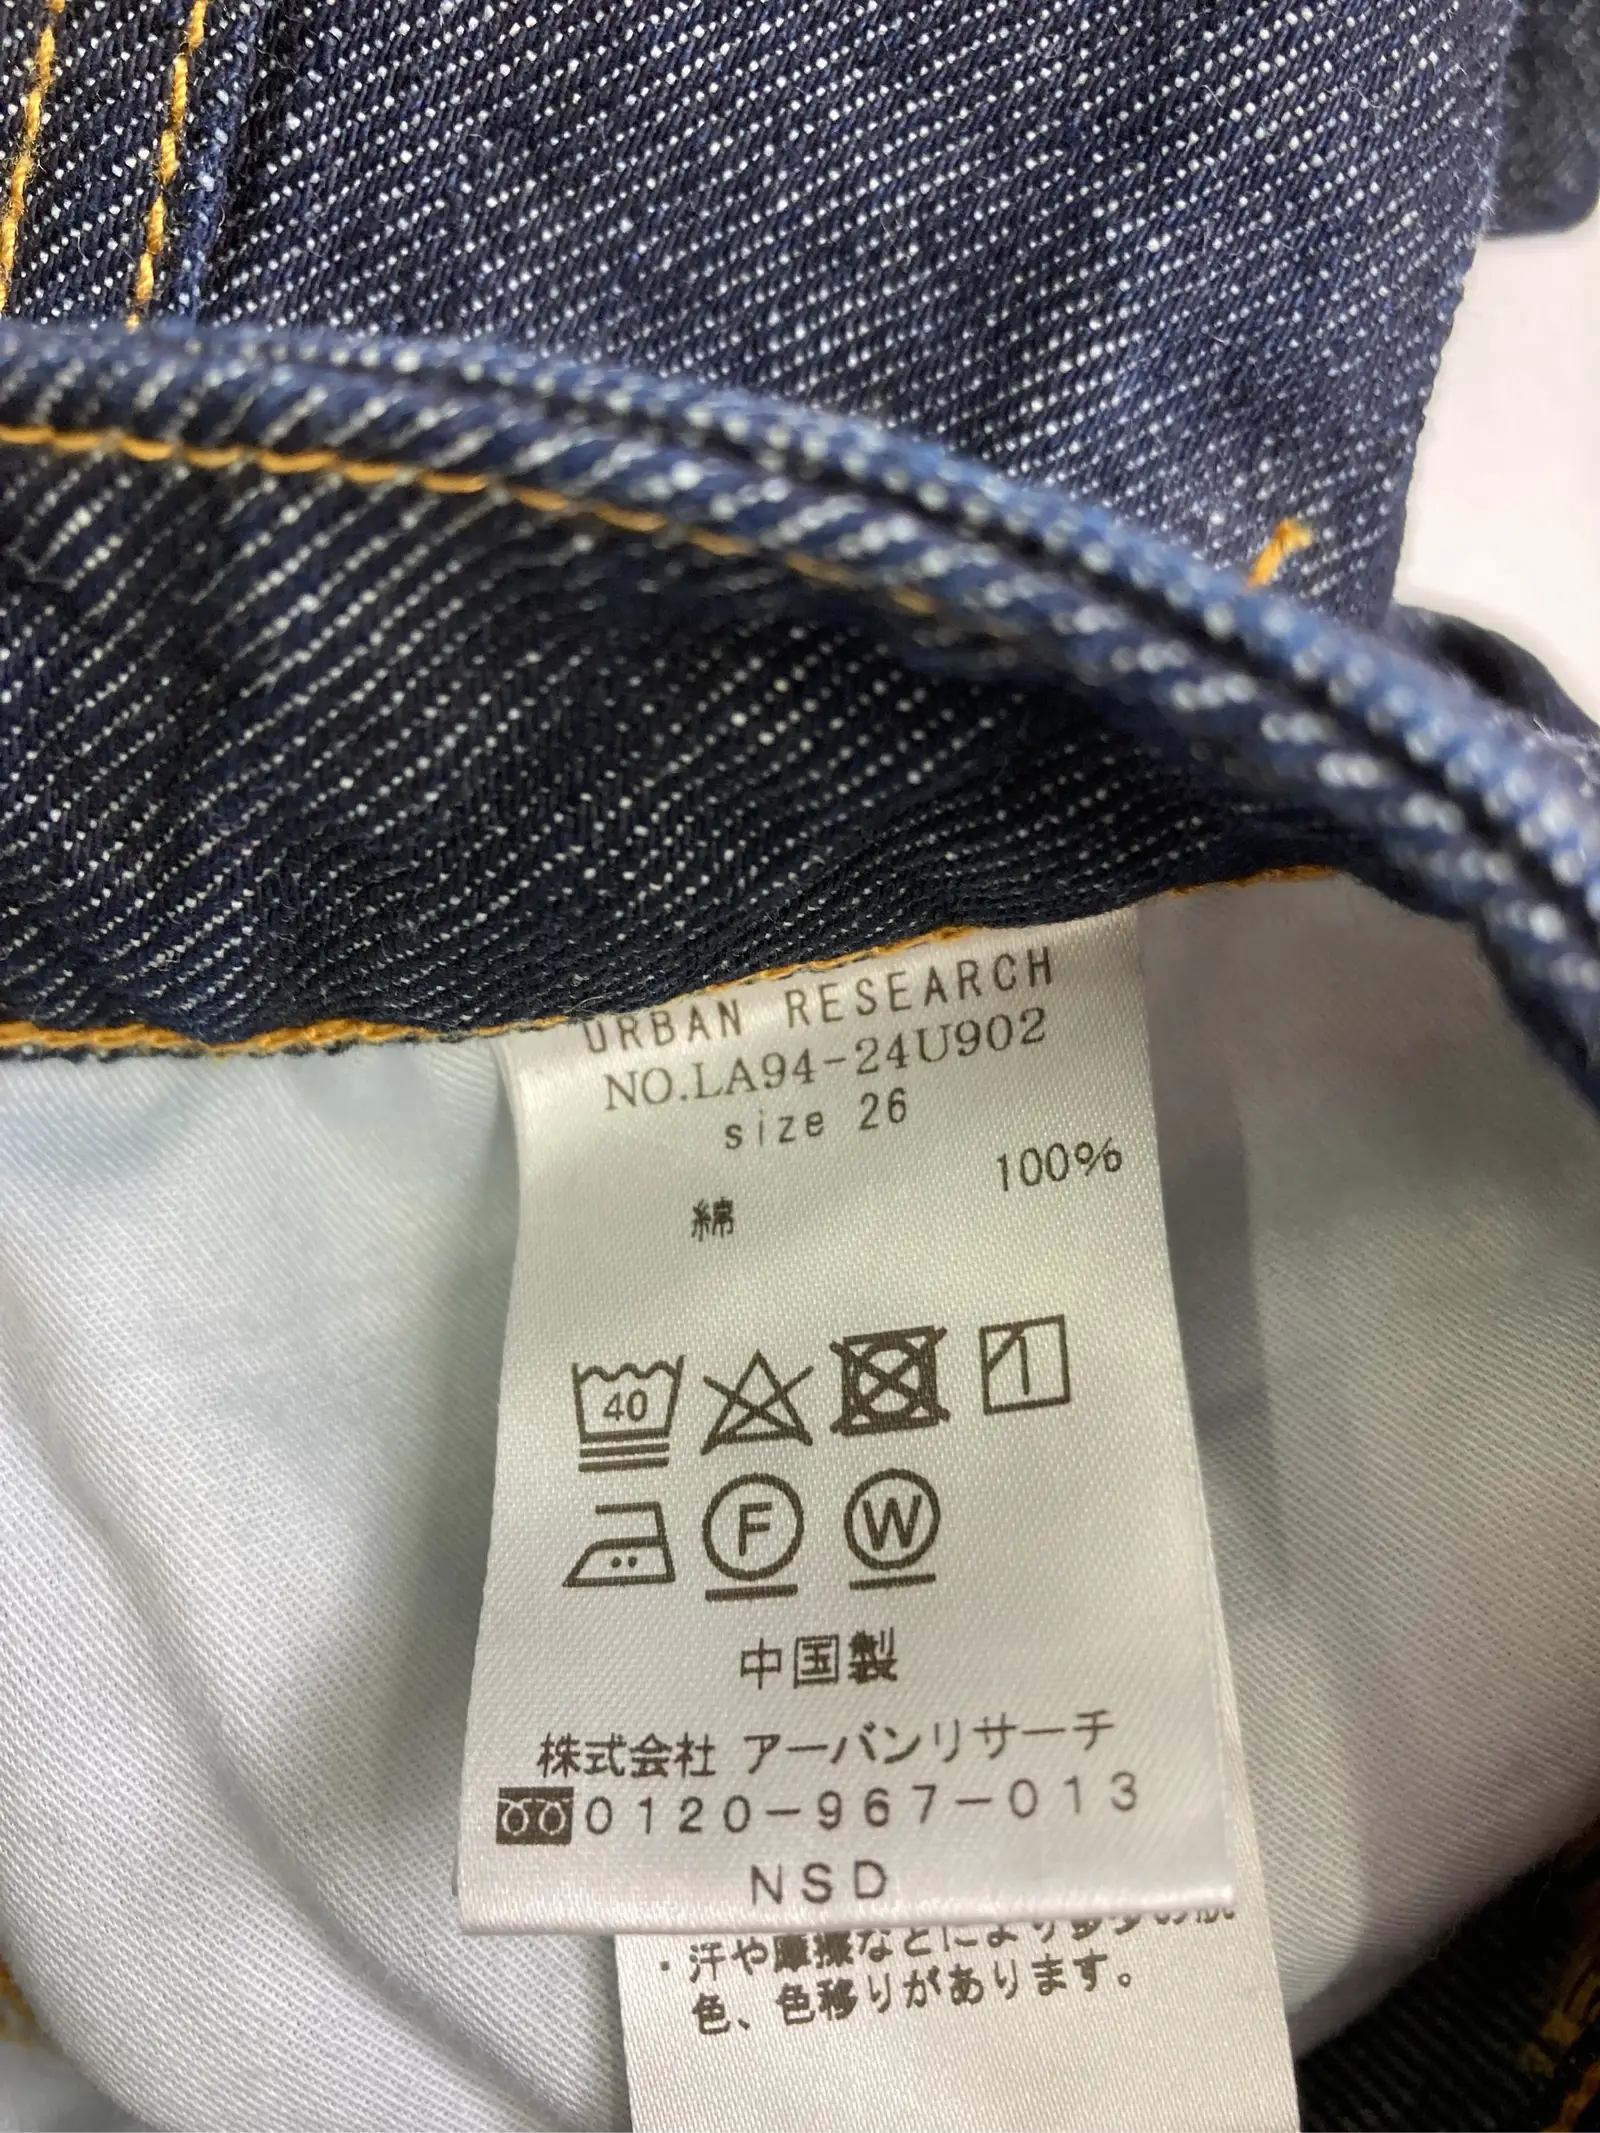 URBAN RESEARCH
NO.LA94-24U902
size 26
綿 100%
40
F W
中国製
株式会社 アーバンリサーチ
0120-967-013
NSD
・汗や摩擦などにより多少の脱
色、色移りがあります。